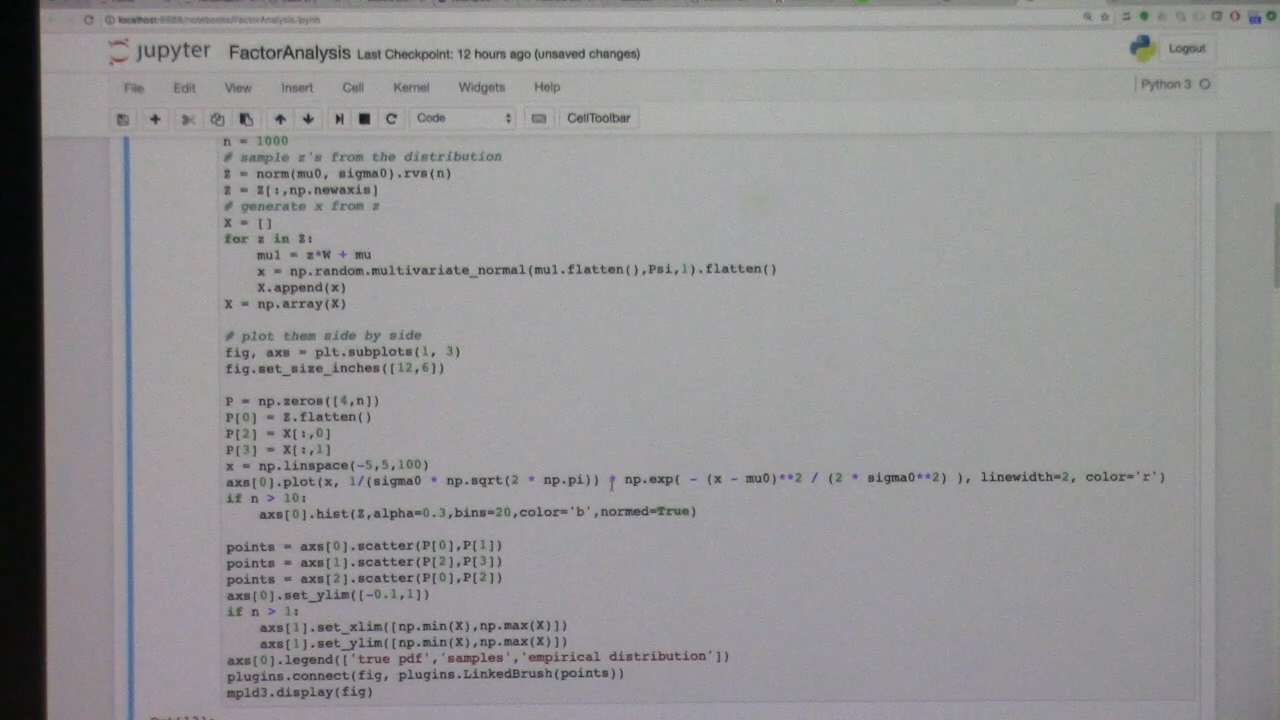 localhost:8888/notebooks/FactorAnalysis.ipynb
jupyter FactorAnalysis Last Checkpoint: 12 hours ago (unsaved changes)
Logout
File Edit View Insert Cell Kernel Widgets Help
Python 3
Code
CellToolbar
n = 1000
# sample z's from the distribution
Z = norm(mu0, sigma0).rvs(n)
Z = Z[:,np.newaxis]
# generate x from z
X = []
for z in Z:
    mu1 = z*W + mu
    x = np.random.multivariate_normal(mu1.flatten(),Psi,1).flatten()
    X.append(x)
X = np.array(X)
# plot them side by side
fig, axs = plt.subplots(1, 3)
fig.set_size_inches([12,6])
P = np.zeros([4,n])
P[0] = Z.flatten()
P[2] = X[:,0]
P[3] = X[:,1]
x = np.linspace(-5,5,100)
axs[0].plot(x, 1/(sigma0 * np.sqrt(2 * np.pi)) * np.exp( - (x - mu0)**2 / (2 * sigma0**2) ), linewidth=2, color='r')
if n > 10:
    axs[0].hist(Z,alpha=0.3,bins=20,color='b',normed=True)
points = axs[0].scatter(P[0],P[1])
points = axs[1].scatter(P[2],P[3])
points = axs[2].scatter(P[0],P[2])
axs[0].set_ylim([-0.1,1])
if n > 1:
    axs[1].set_xlim([np.min(X),np.max(X)])
    axs[1].set_ylim([np.min(X),np.max(X)])
axs[0].legend(['true pdf','samples','empirical distribution'])
plugins.connect(fig, plugins.LinkedBrush(points))
mpld3.display(fig)